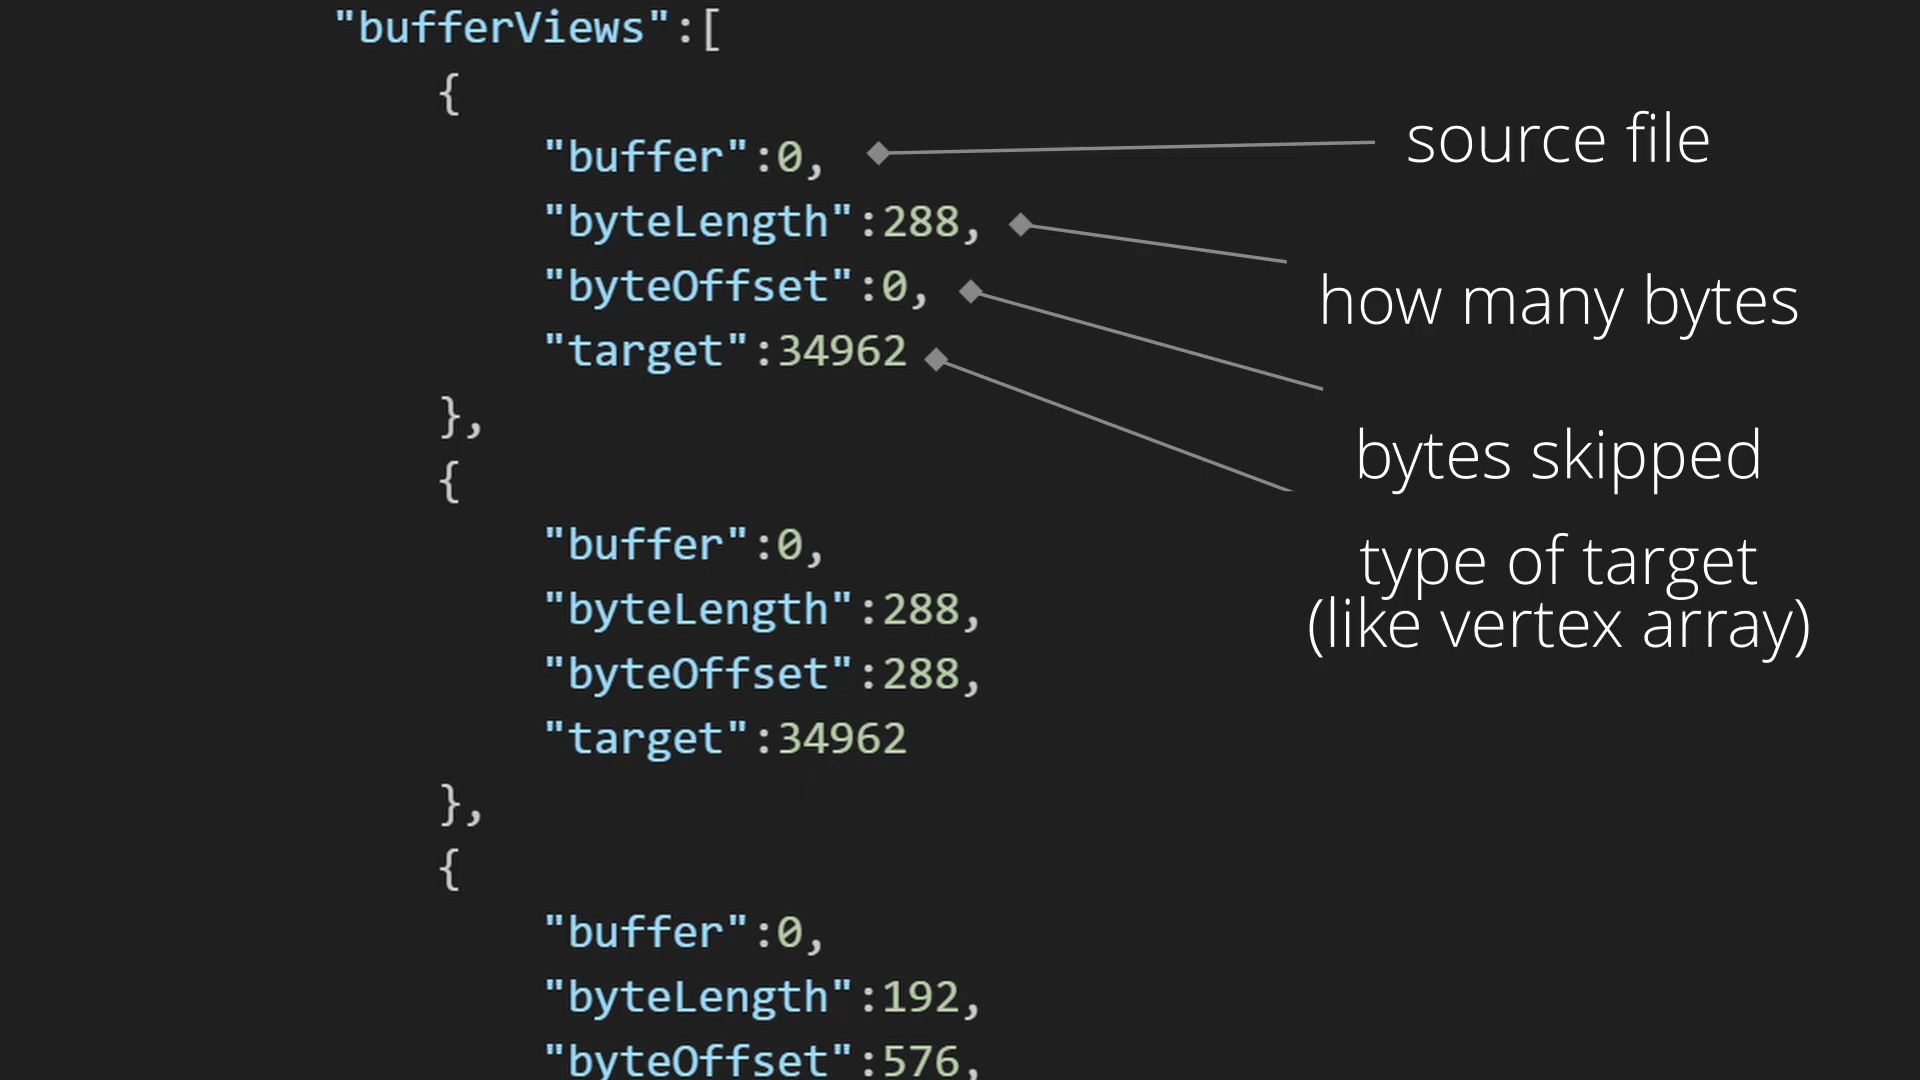 "bufferViews":[
{
"buffer":0,
"byteLength":288,
"byteOffset":0,
"target":34962
},
{
"buffer":0,
"byteLength":288,
"byteOffset":288,
"target":34962
},
{
"buffer":0,
"byteLength":192,
"byteOffset":576,
source file
how many bytes
bytes skipped
type of target
(like vertex array)